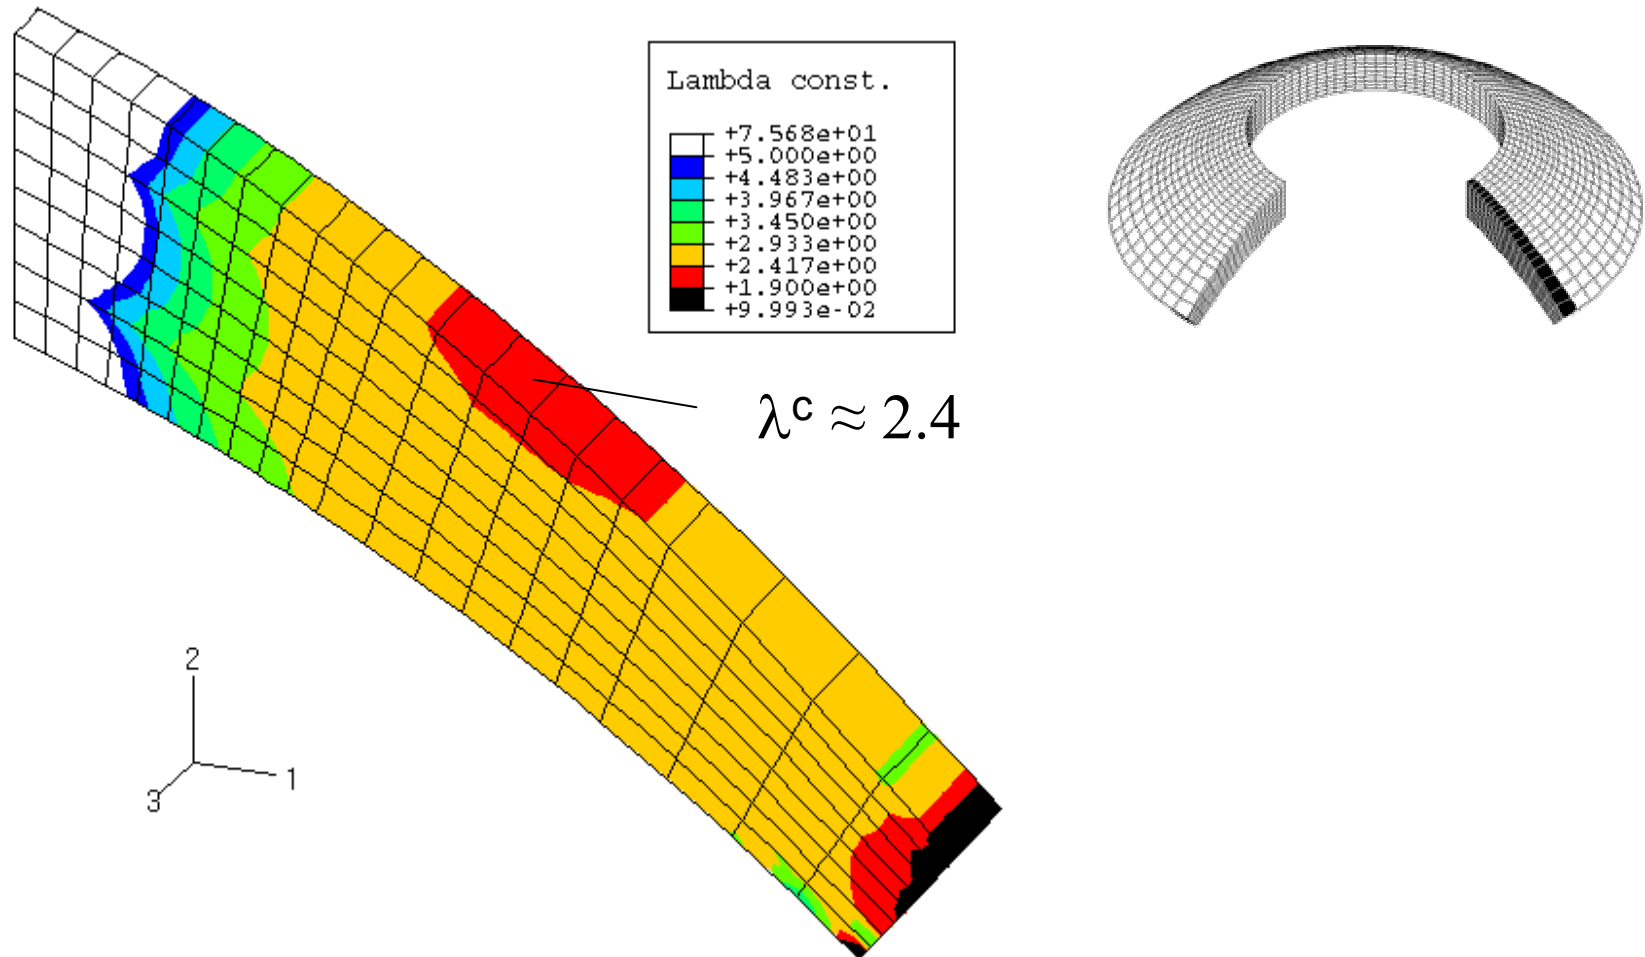 Lambda const.
+7.568e+01
+5.000e+00
+4.483e+00
+3.967e+00
+3.450e+00
+2.933e+00
+2.417e+00
+1.900e+00
+9.993e-02
λᶜ ≈ 2.4
2
1
3